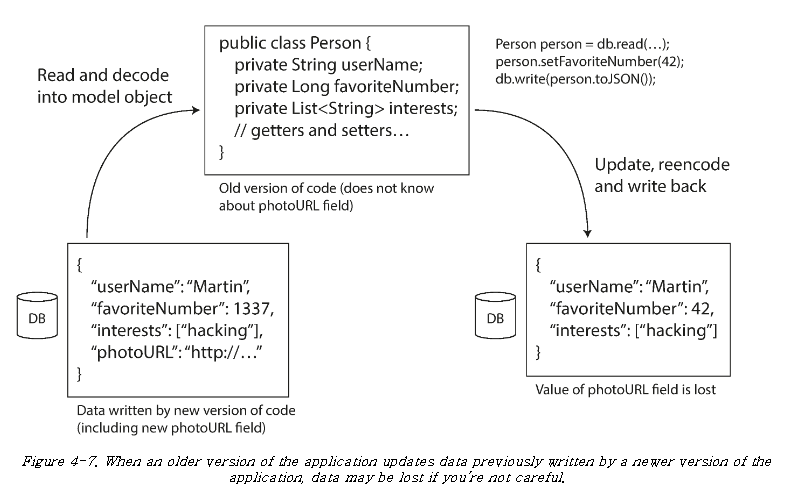 public class Person {
private String userName;
private Long favoriteNumber;
private List<String> interests;
// getters and setters…
}
Person person = db.read(…);
person.setFavoriteNumber(42);
db.write(person.toJSON());
Read and decode
into model object
Old version of code (does not know
about photoURL field)
Update, reencode
and write back
DB
{
"userName":"Martin",
"favoriteNumber": 1337,
"interests": ["hacking"],
"photoURL":"http://…"
}
Data written by new version of code
(including new photoURL field)
DB
{
"userName":"Martin",
"favoriteNumber": 42,
"interests": ["hacking"]
}
Value of photoURL field is lost
Figure 4-7. When an older version of the application updates data previously written by a newer version of the
application, data may be lost if you're not careful.